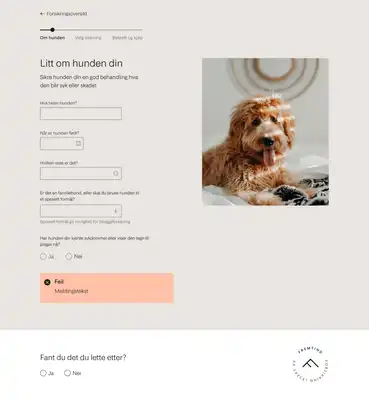 ← Forsikringsoversikt
Om hunden
Velg dekning
Bekreft og kjøp
Litt om hunden din
Sikre hunden din en god behandling hvis
den blir syk eller skadet
Hva heter hunden?
Når er hunden født?
Hvilken rase er det?
Er det en familiehund, eller skal du bruke hunden til
et spesielt formål?
Spesielt formål gir mulighet for tilleggsforsikring
Har hunden din kjente sykdommer eller viser den tegn til
plager nå?
Ja
Nei
Feil
Meldingstekst
Fant du det du lette etter?
Ja
Nei
FREMTIND